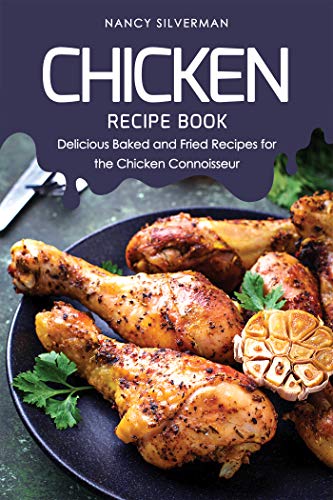 NANCY SILVERMAN
CHICKEN
RECIPE BOOK
Delicious Baked and Fried Recipes for
the Chicken Connoisseur